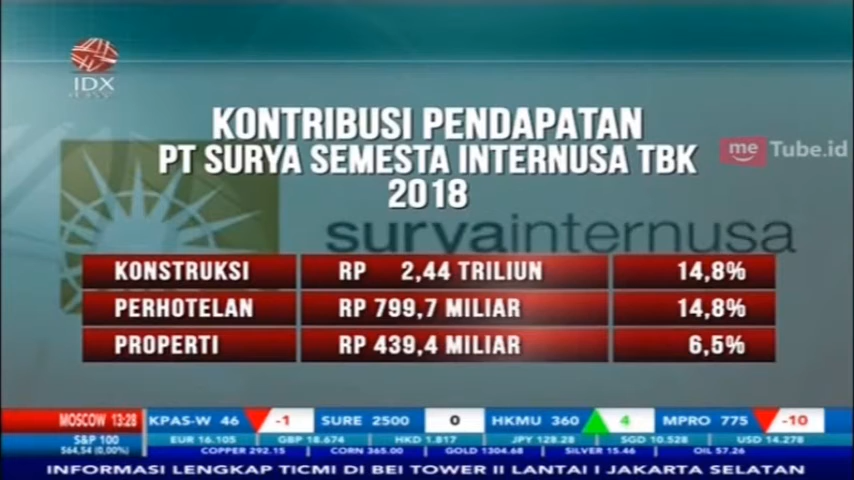 IDX
KONTRIBUSI PENDAPATAN
PT SURYA SEMESTA INTERNUSA TBK
2018
me Tube.id
suryainternusa
KONSTRUKSI RP 2,44 TRILIUN 14,8%
PERHOTELAN RP 799,7 MILIAR 14,8%
PROPERTI RP 439,4 MILIAR 6,5%
MOSCOW 13:28 KPAS-W 46 -1 SURE 2500 0 HKMU 360 4 MPRO 775 -10
S&P 100 EUR 16.105 GBP 18.674 HKD 1.817 JPY 128.28 SGD 10.528 USD 14.278
564,54 (0,00%) COPPER 292.15 CORN 365.00 GOLD 1304.68 SILVER 15.46 OIL 57.26
INFORMASI LENGKAP TICMI DI BEI TOWER II LANTAI I JAKARTA SELATAN